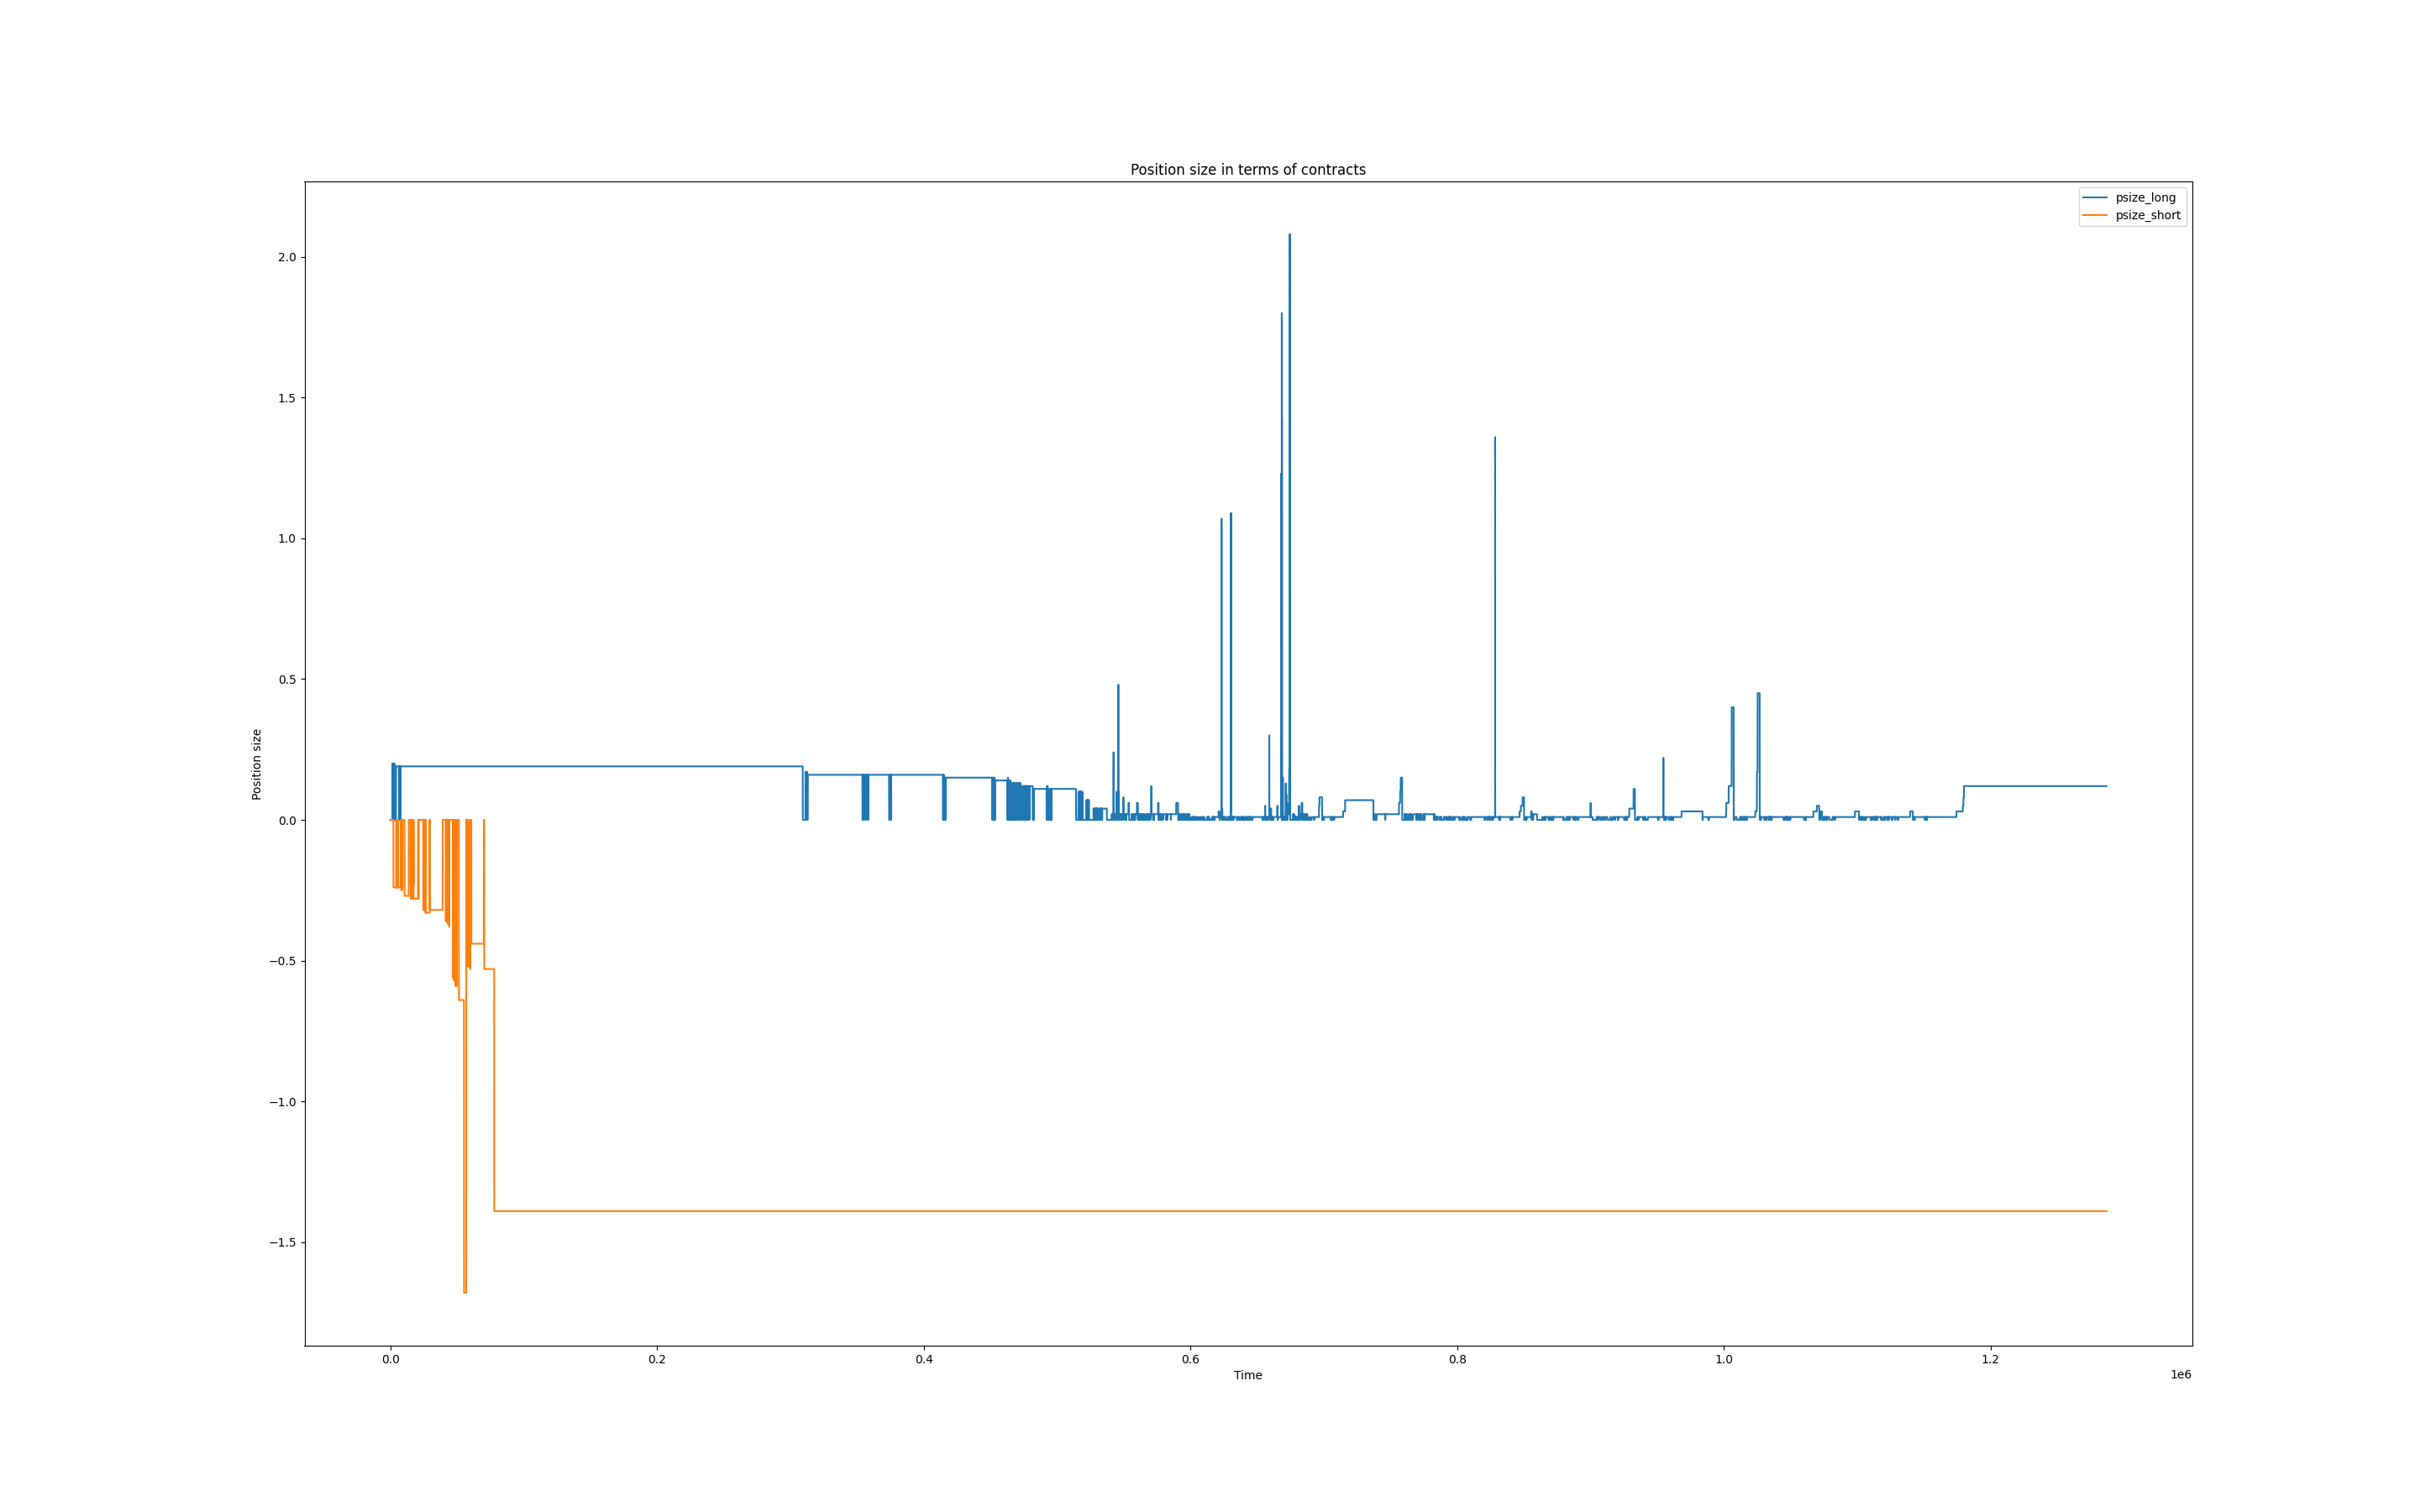 Position size in terms of contracts
psize_long
psize_short
Position size
2.0
1.5
1.0
0.5
0.0
−0.5
−1.0
−1.5
0.0 0.2 0.4 0.6 0.8 1.0 1.2
Time
1e6